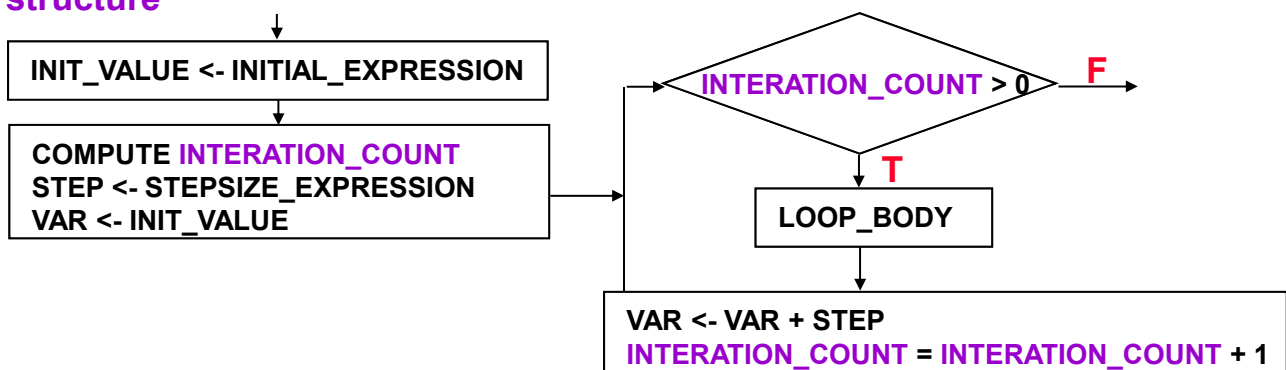 structure
INIT_VALUE <- INITIAL_EXPRESSION
COMPUTE INTERATION_COUNT
STEP <- STEPSIZE_EXPRESSION
VAR <- INIT_VALUE
INTERATION_COUNT > 0
F
T
LOOP_BODY
VAR <- VAR + STEP
INTERATION_COUNT = INTERATION_COUNT + 1